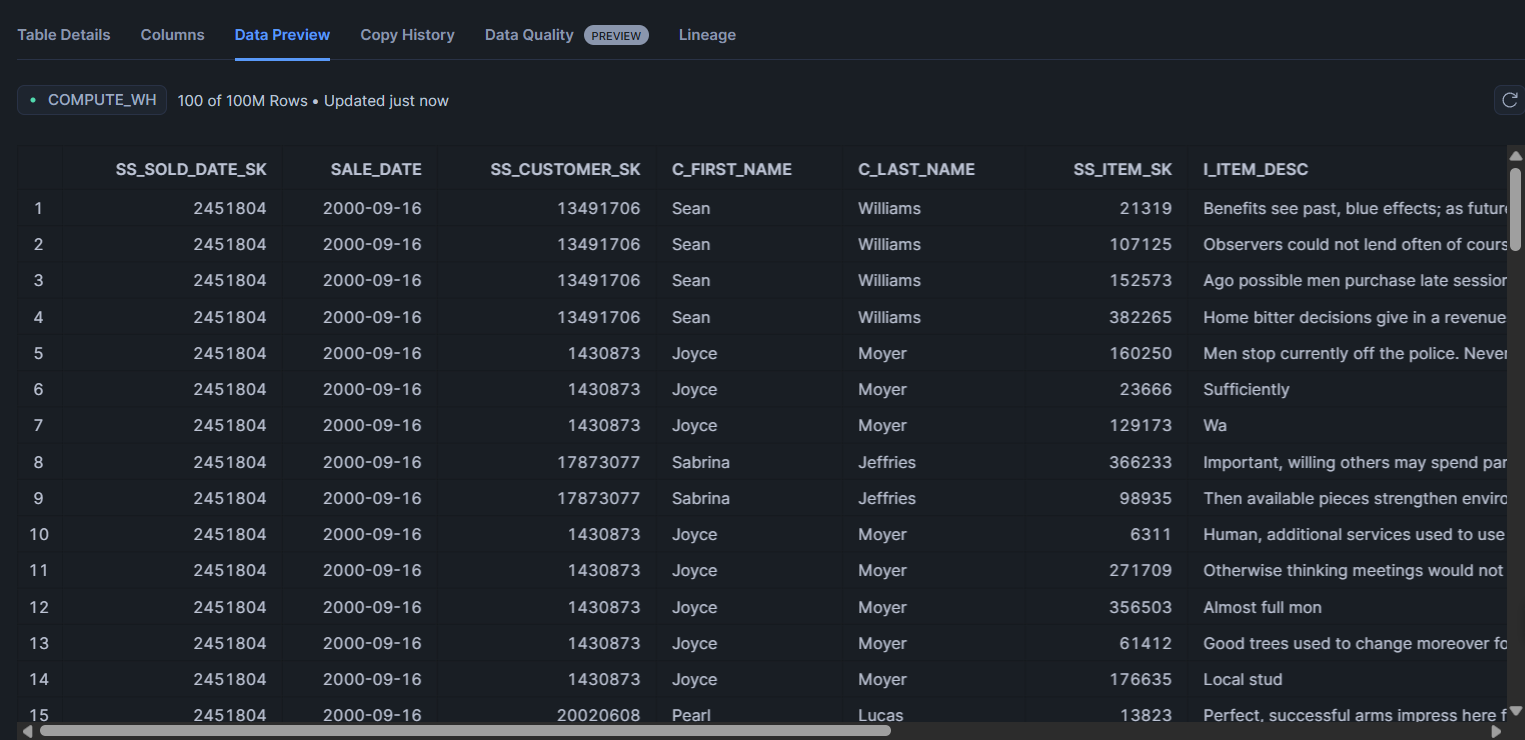 Table Details Columns Data Preview Copy History Data Quality PREVIEW Lineage
COMPUTE_WH 100 of 100M Rows • Updated just now
SS_SOLD_DATE_SK SALE_DATE SS_CUSTOMER_SK C_FIRST_NAME C_LAST_NAME SS_ITEM_SK I_ITEM_DESC
1 2451804 2000-09-16 13491706 Sean Williams 21319 Benefits see past, blue effects; as future
2 2451804 2000-09-16 13491706 Sean Williams 107125 Observers could not lend often of cours
3 2451804 2000-09-16 13491706 Sean Williams 152573 Ago possible men purchase late session
4 2451804 2000-09-16 13491706 Sean Williams 382265 Home bitter decisions give in a revenue
5 2451804 2000-09-16 1430873 Joyce Moyer 160250 Men stop currently off the police. Never
6 2451804 2000-09-16 1430873 Joyce Moyer 23666 Sufficiently
7 2451804 2000-09-16 1430873 Joyce Moyer 129173 Wa
8 2451804 2000-09-16 17873077 Sabrina Jeffries 366233 Important, willing others may spend par
9 2451804 2000-09-16 17873077 Sabrina Jeffries 98935 Then available pieces strengthen enviro
10 2451804 2000-09-16 1430873 Joyce Moyer 6311 Human, additional services used to use
11 2451804 2000-09-16 1430873 Joyce Moyer 271709 Otherwise thinking meetings would not
12 2451804 2000-09-16 1430873 Joyce Moyer 356503 Almost full mon
13 2451804 2000-09-16 1430873 Joyce Moyer 61412 Good trees used to change moreover fo
14 2451804 2000-09-16 1430873 Joyce Moyer 176635 Local stud
15 2451804 2000-09-16 20020608 Pearl Lucas 13823 Perfect, successful arms impress here f